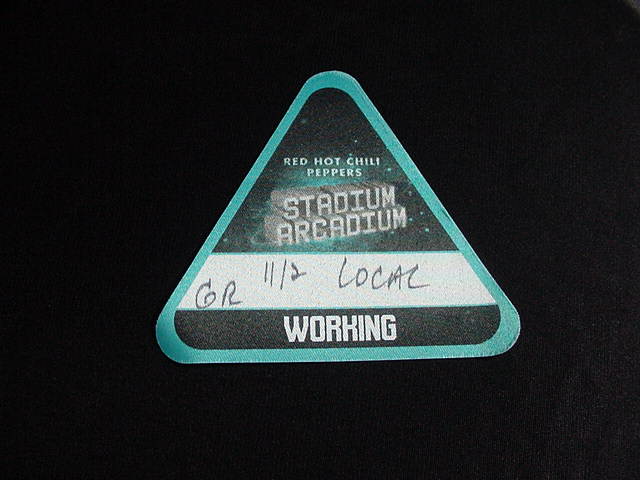 RED HOT CHILI
PEPPERS
STADIUM
ARCADIUM
GR 11/2 LOCAL
WORKING